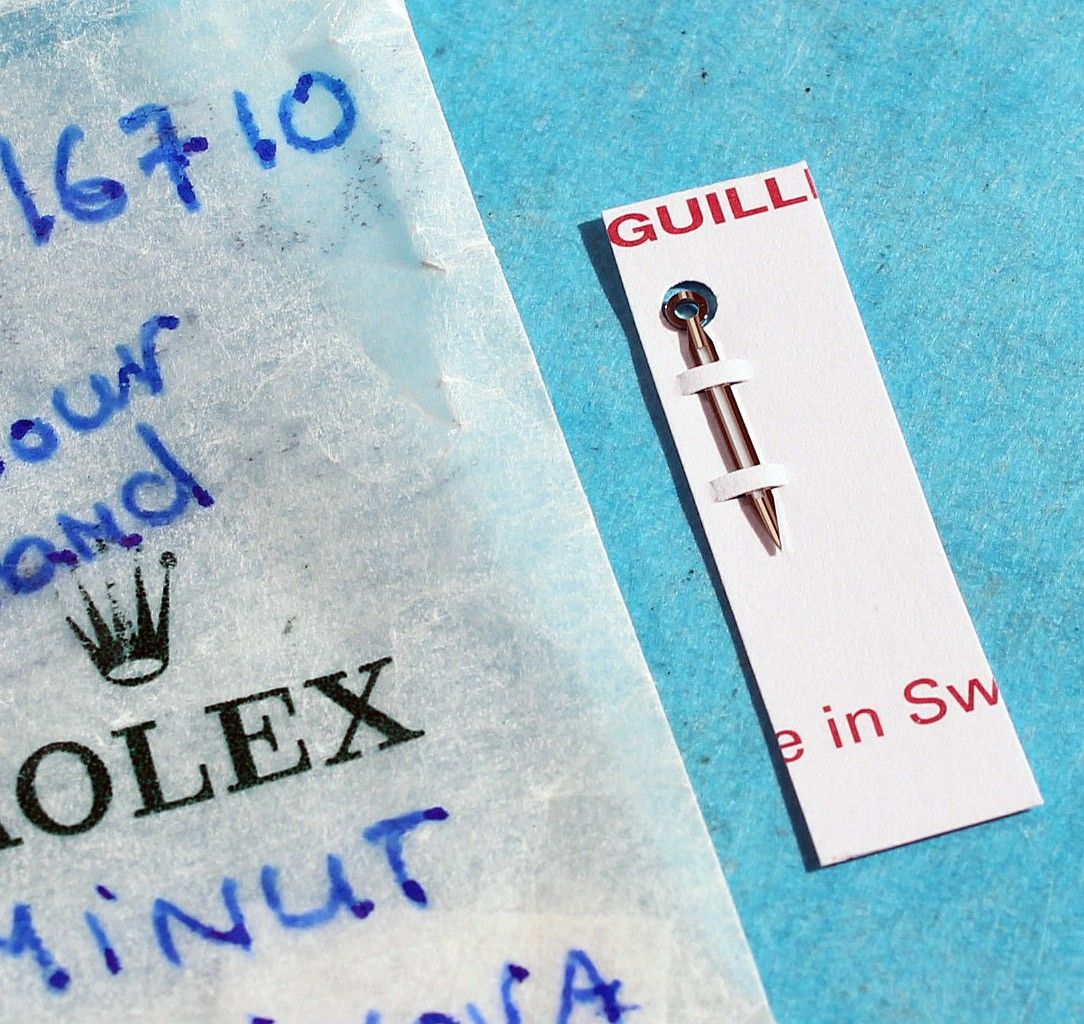 16710
our
and
ROLEX
MINUT
GUILL
e in Sw